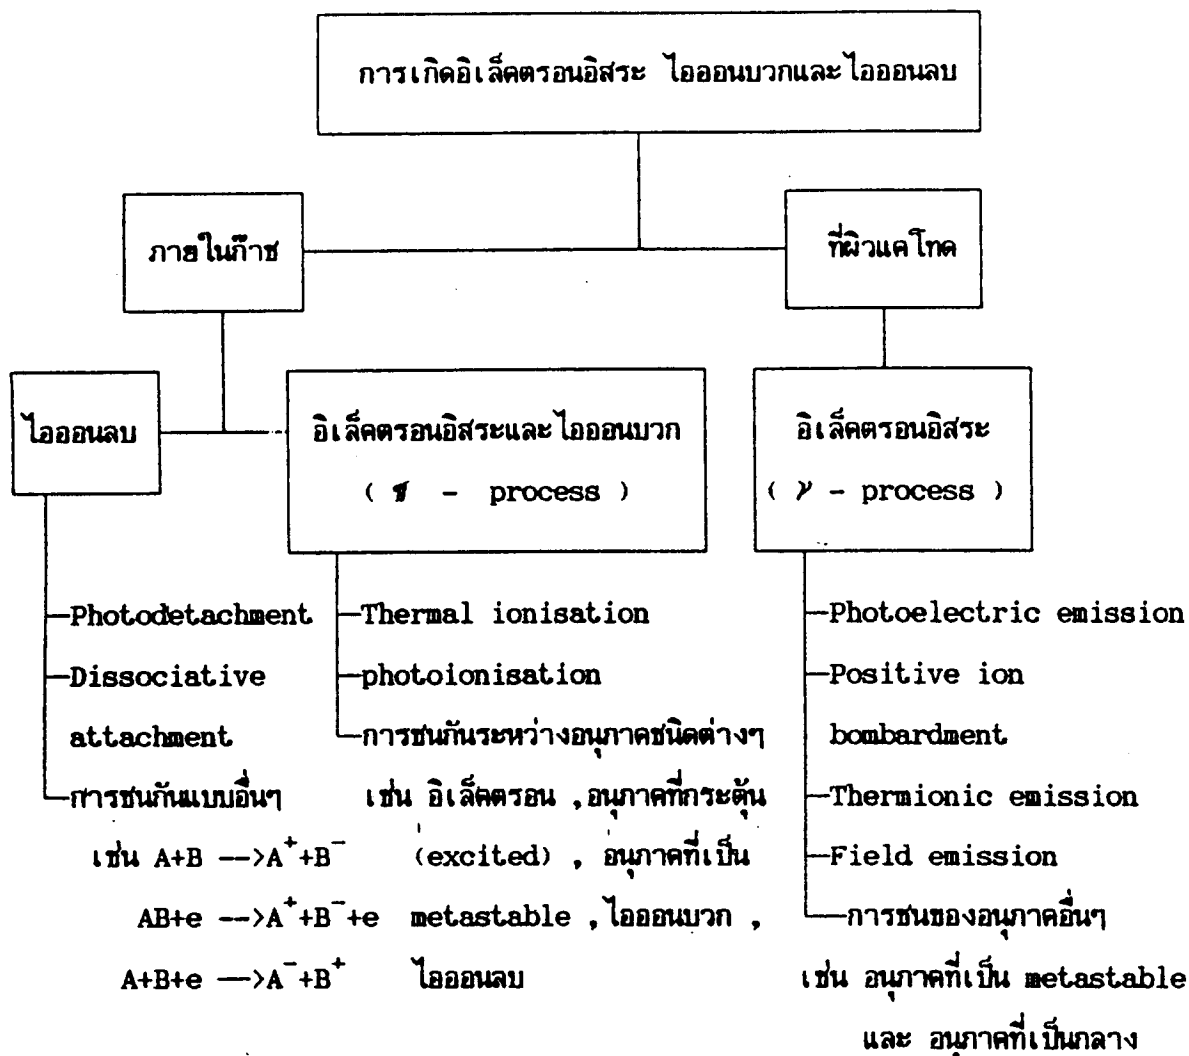 การเกิดอิเล็คตรอนอิสระ ไอออนบวกและไอออนลบ
ภายในก๊าซ
ที่ผิวแคโทด
ไอออนลบ
อิเล็คตรอนอิสระและไอออนบวก
( - process )
อิเล็คตรอนอิสระ
( γ - process )
Photodetachment
Dissociative
attachment
การชนกันแบบอื่นๆ
เช่น A+B —>A⁺+B⁻
AB+e —>A⁺+B⁻+e
A+B+e —>A⁻+B⁺
Thermal ionisation
photoionisation
การชนกันระหว่างอนุภาคชนิดต่างๆ
เช่น อิเล็คตรอน ,อนุภาคที่กระตุ้น
(excited) , อนุภาคที่เป็น
metastable ,ไอออนบวก ,
ไอออนลบ
Photoelectric emission
Positive ion
bombardment
Thermionic emission
Field emission
การชนของอนุภาคอื่นๆ
เช่น อนุภาคที่เป็น metastable
และ อนุภาคที่เป็นกลาง